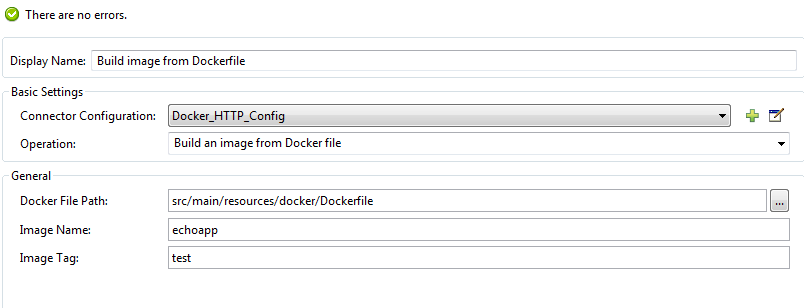 There are no errors.
Display Name: Build image from Dockerfile
Basic Settings
Connector Configuration: Docker_HTTP_Config
Operation: Build an image from Docker file
General
Docker File Path: src/main/resources/docker/Dockerfile ...
Image Name: echoapp
Image Tag: test